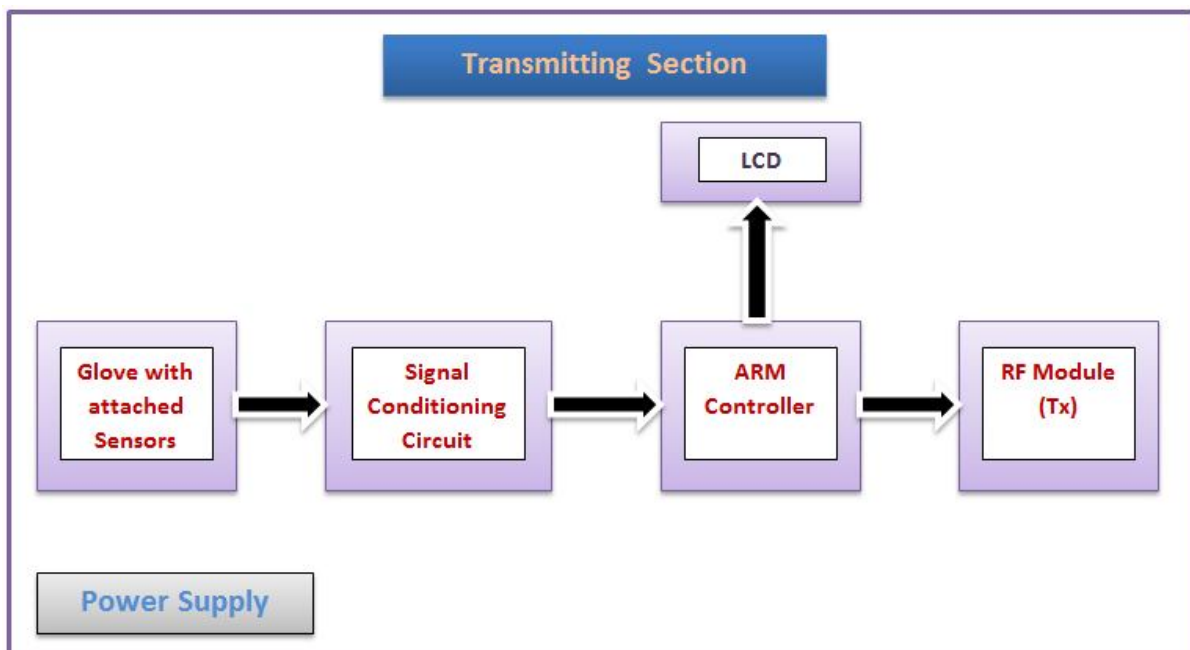 Transmitting Section
LCD
Glove with
attached
Sensors
Signal
Conditioning
Circuit
ARM
Controller
RF Module
(Tx)
Power Supply